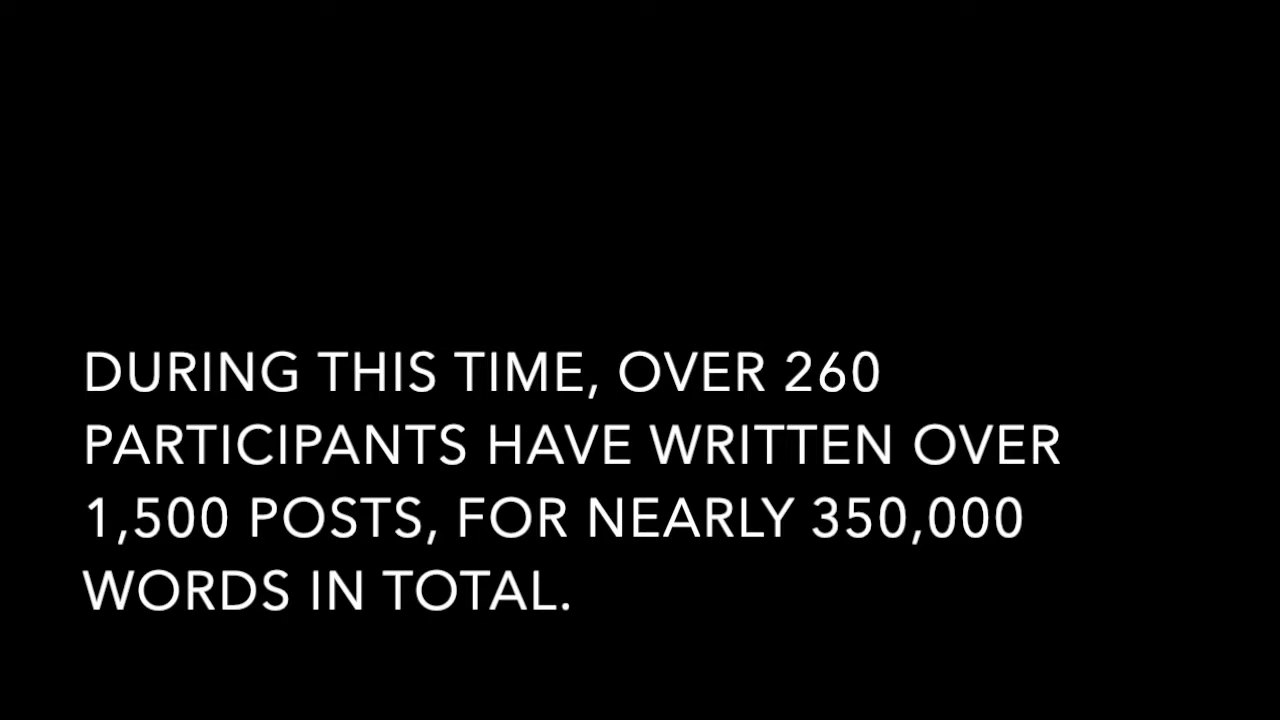 DURING THIS TIME, OVER 260
PARTICIPANTS HAVE WRITTEN OVER
1,500 POSTS, FOR NEARLY 350,000
WORDS IN TOTAL.